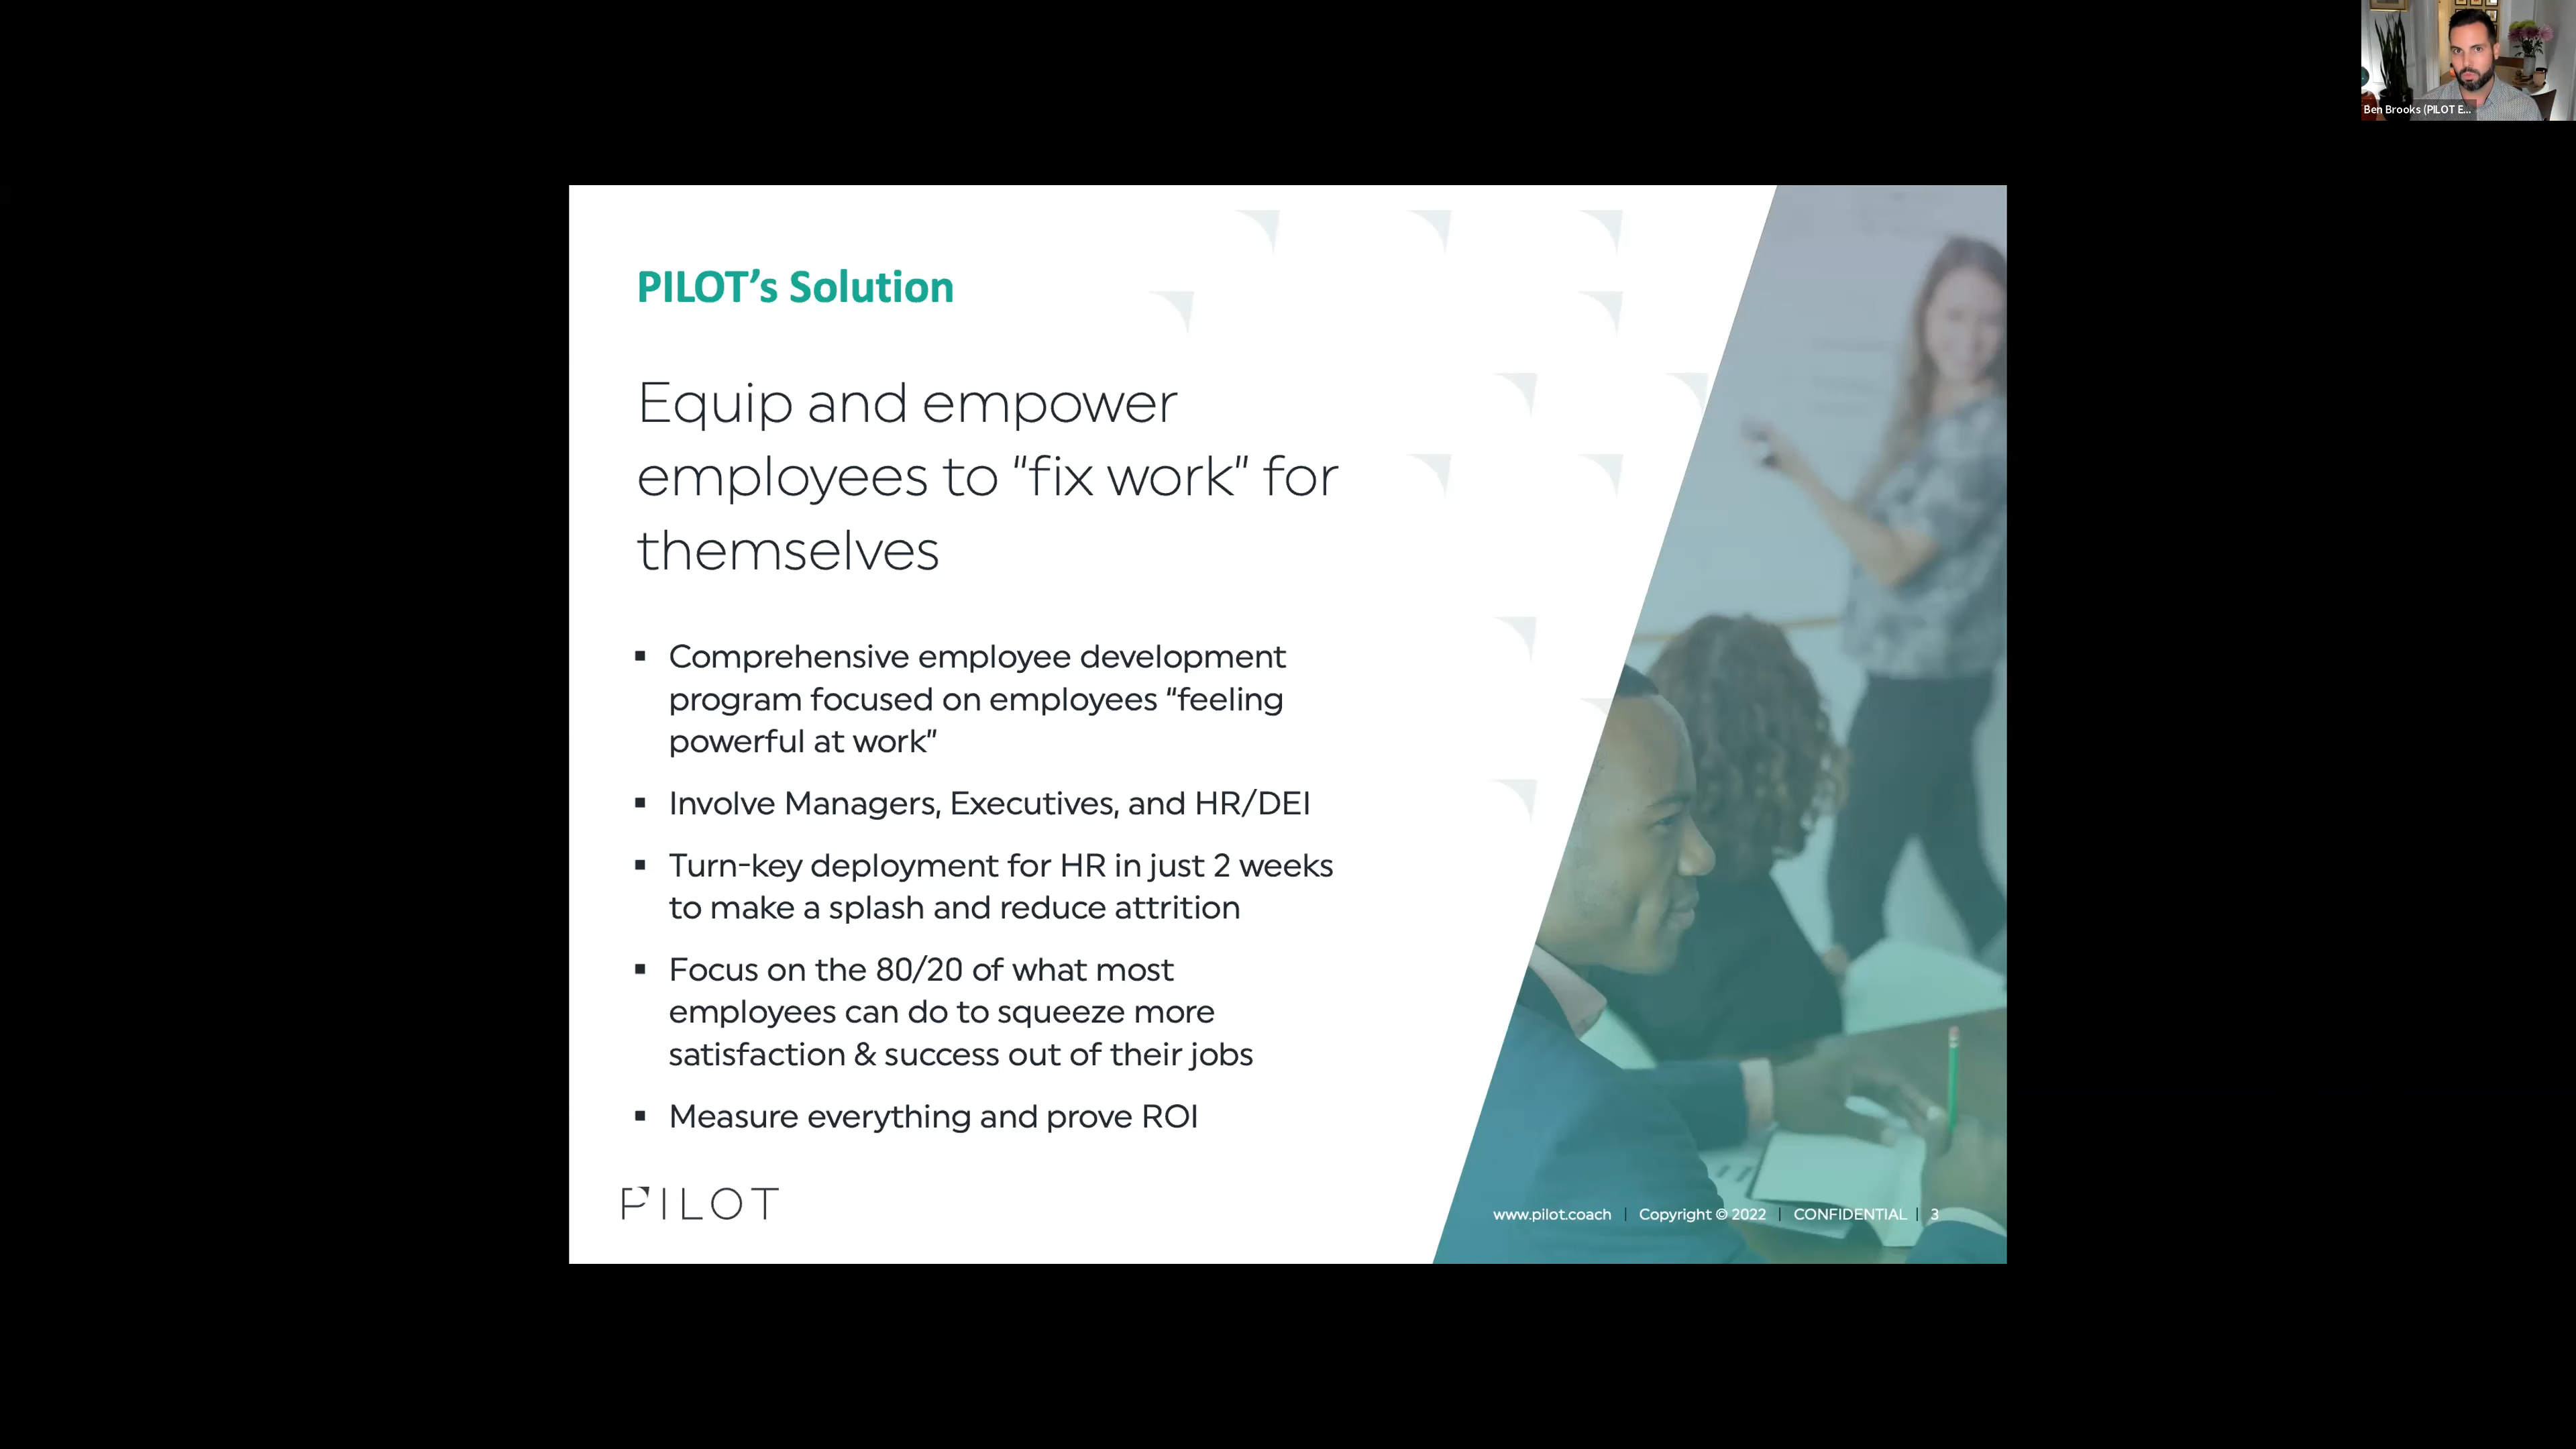 Ben Brooks (PILOT E...
PILOT’s Solution
Equip and empower
employees to “fix work” for
themselves
▪ Comprehensive employee development
program focused on employees “feeling
powerful at work”
▪ Involve Managers, Executives, and HR/DEI
▪ Turn-key deployment for HR in just 2 weeks
to make a splash and reduce attrition
▪ Focus on the 80/20 of what most
employees can do to squeeze more
satisfaction & success out of their jobs
▪ Measure everything and prove ROI
PILOT
www.pilot.coach | Copyright © 2022 | CONFIDENTIAL | 3